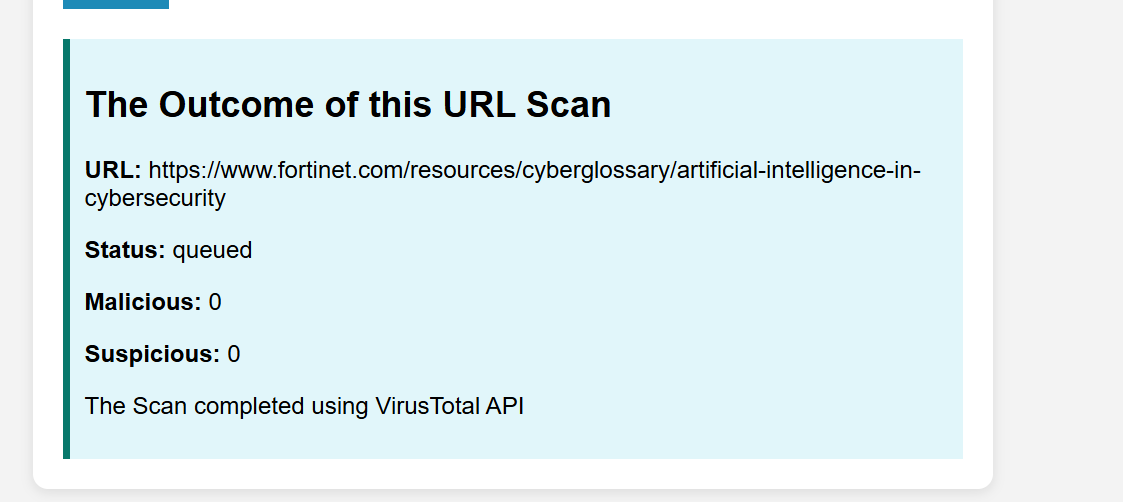 The Outcome of this URL Scan
URL: https://www.fortinet.com/resources/cyberglossary/artificial-intelligence-in-
cybersecurity
Status: queued
Malicious: 0
Suspicious: 0
The Scan completed using VirusTotal API